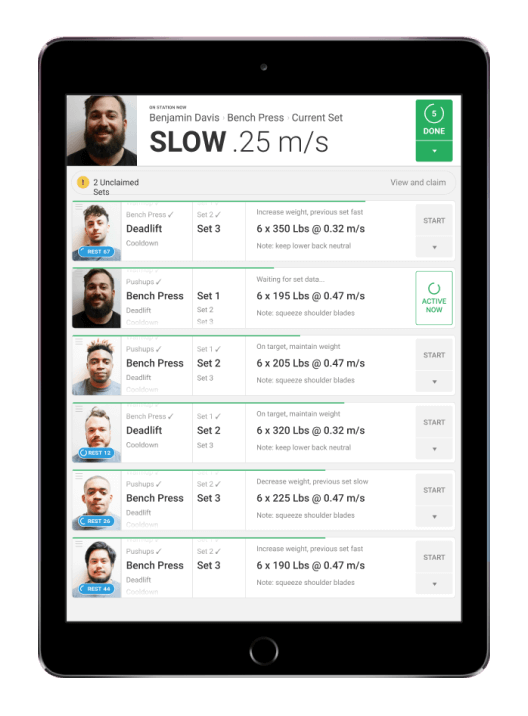 ON STATION NOW
Benjamin Davis · Bench Press · Current Set
SLOW .25 m/s
5
DONE
! 2 Unclaimed Sets
View and claim
REST 67
Bench Press ✓
Deadlift
Cooldown
Set 2 ✓
Set 3
Increase weight, previous set fast
6 x 350 Lbs @ 0.32 m/s
Note: keep lower back neutral
START
Pushups ✓
Bench Press
Deadlift
Cooldown
Set 1
Set 2
Set 3
Waiting for set data...
6 x 195 Lbs @ 0.47 m/s
Note: squeeze shoulder blades
ACTIVE
NOW
Pushups ✓
Bench Press
Deadlift
Cooldown
Set 1 ✓
Set 2
Set 3
On target, maintain weight
6 x 205 Lbs @ 0.47 m/s
Note: squeeze shoulder blades
START
REST 12
Bench Press ✓
Deadlift
Cooldown
Set 1 ✓
Set 2
Set 3
On target, maintain weight
6 x 320 Lbs @ 0.32 m/s
Note: keep lower back neutral
START
REST 26
Pushups ✓
Bench Press
Deadlift
Cooldown
Set 2 ✓
Set 3
Decrease weight, previous set slow
6 x 225 Lbs @ 0.47 m/s
Note: squeeze shoulder blades
START
REST 44
Pushups ✓
Bench Press
Deadlift
Cooldown
Set 2 ✓
Set 3
Increase weight, previous set fast
6 x 190 Lbs @ 0.47 m/s
Note: squeeze shoulder blades
START